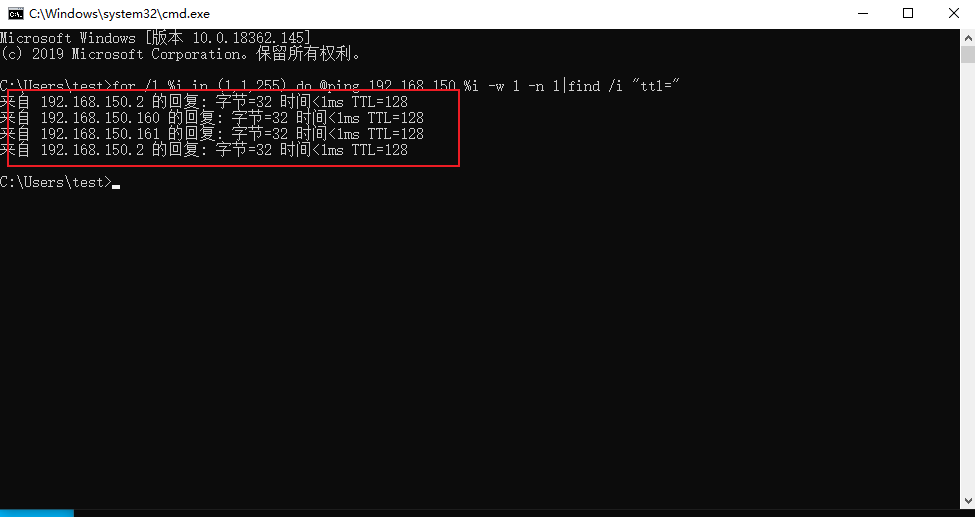 C:\Windows\system32\cmd.exe
Microsoft Windows [版本 10.0.18362.145]
(c) 2019 Microsoft Corporation。保留所有权利。
C:\Users\test>for /l %i in (1,1,255) do @ping 192.168.150.%i -w 1 -n 1|find /i "ttl="
来自 192.168.150.2 的回复: 字节=32 时间<1ms TTL=128
来自 192.168.150.160 的回复: 字节=32 时间<1ms TTL=128
来自 192.168.150.161 的回复: 字节=32 时间<1ms TTL=128
来自 192.168.150.2 的回复: 字节=32 时间<1ms TTL=128
C:\Users\test>